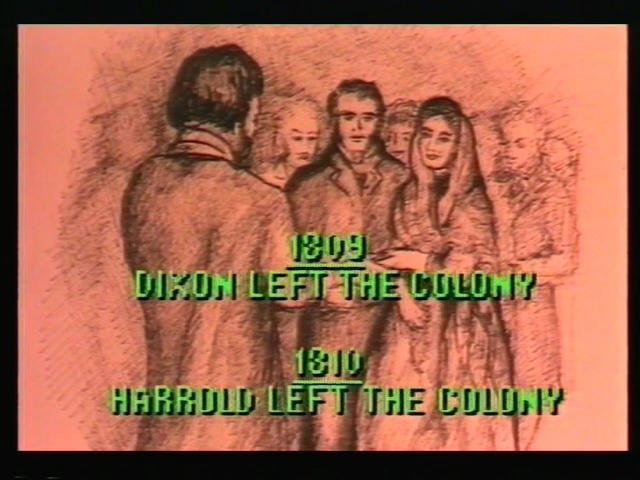 1809
DIXON LEFT THE COLONY
1810
HARROLD LEFT THE COLONY